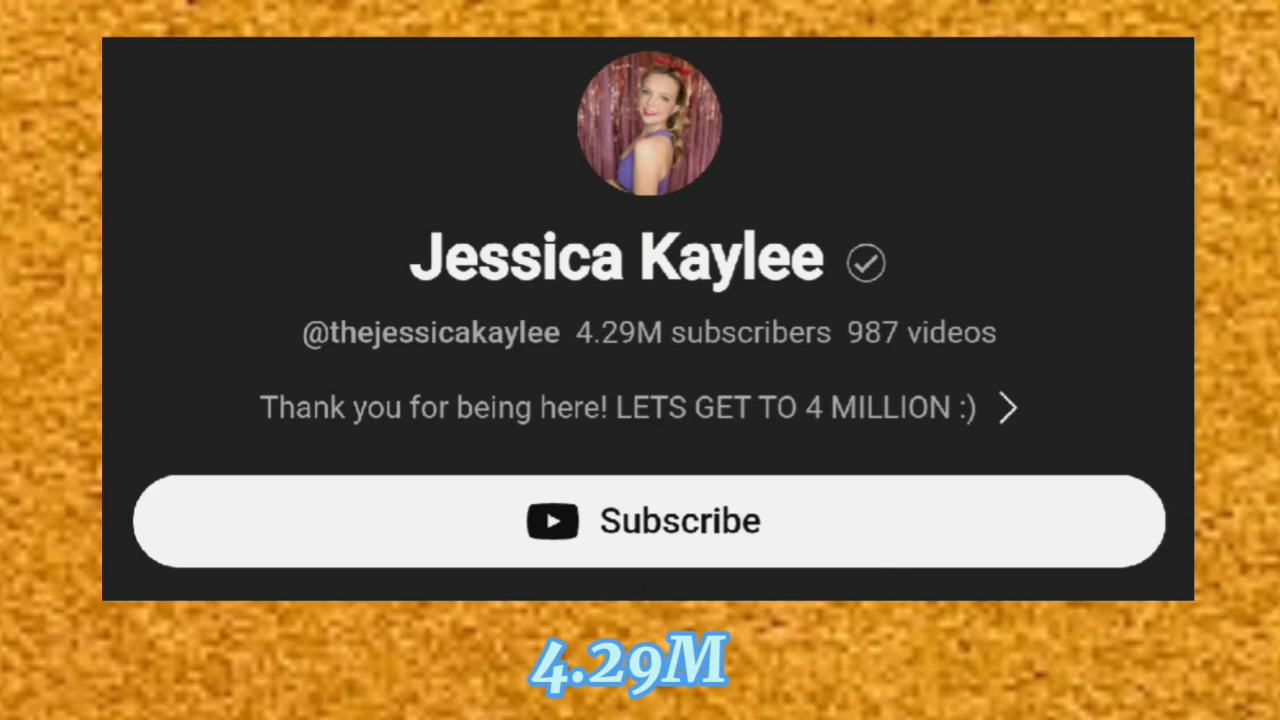 Jessica Kaylee
@thejessicakaylee 4.29M subscribers 987 videos
Thank you for being here! LETS GET TO 4 MILLION :)
Subscribe
4.29M